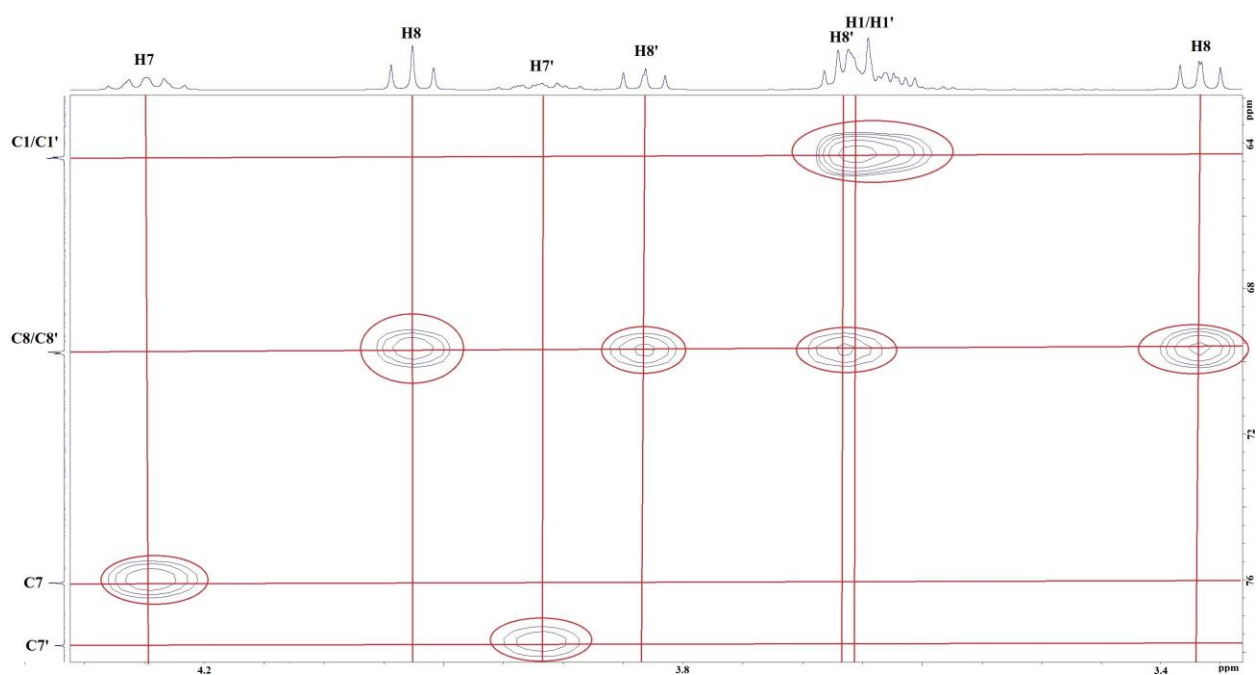 H7
H8
H7'
H8'
H8'
H1/H1'
H8
ppm
C1/C1'
64
68
C8/C8'
72
C7
76
C7'
4.2
3.8
3.4
ppm